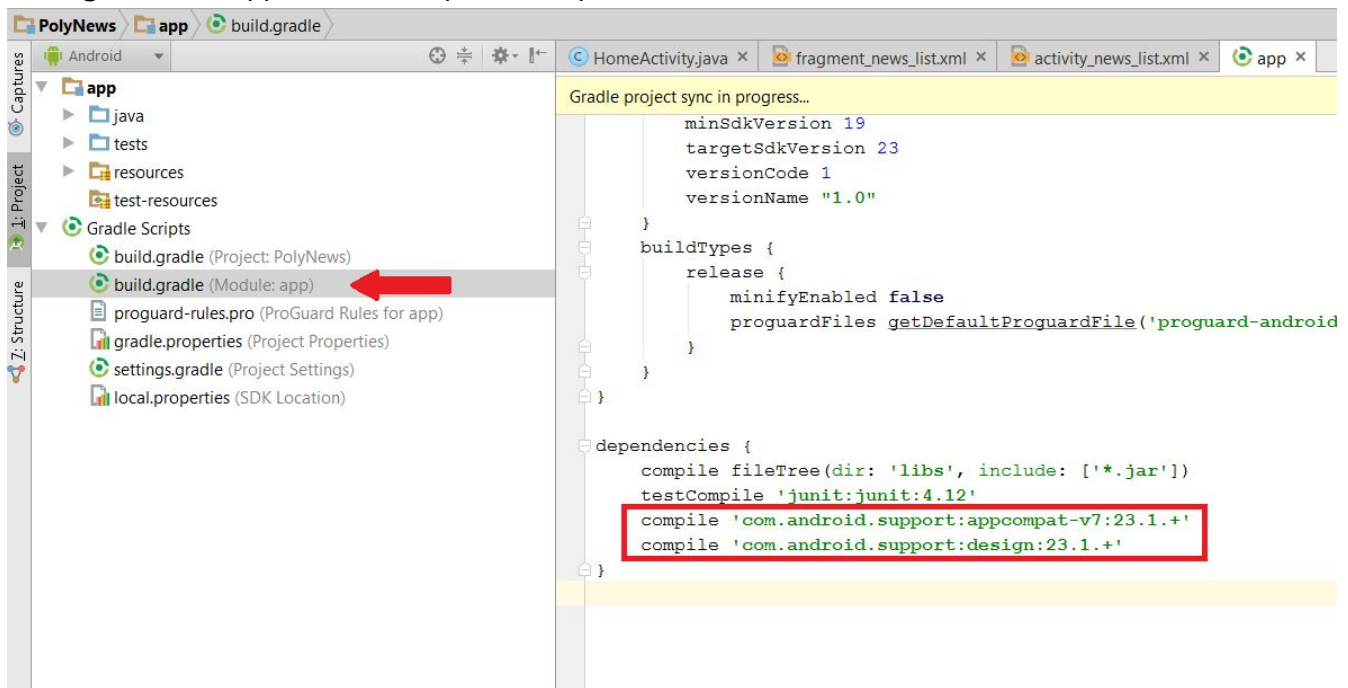 PolyNews app build.gradle
Android
HomeActivity.java × fragment_news_list.xml × activity_news_list.xml × app ×
Captures
1: Project
7: Structure
app
java
tests
resources
test-resources
Gradle Scripts
build.gradle (Project: PolyNews)
build.gradle (Module: app)
proguard-rules.pro (ProGuard Rules for app)
gradle.properties (Project Properties)
settings.gradle (Project Settings)
local.properties (SDK Location)
Gradle project sync in progress...
minSdkVersion 19
targetSdkVersion 23
versionCode 1
versionName "1.0"
}
buildTypes {
release {
minifyEnabled false
proguardFiles getDefaultProguardFile('proguard-android
}
}
}
dependencies {
compile fileTree(dir: 'libs', include: ['*.jar'])
testCompile 'junit:junit:4.12'
compile 'com.android.support:appcompat-v7:23.1.+'
compile 'com.android.support:design:23.1.+'
}